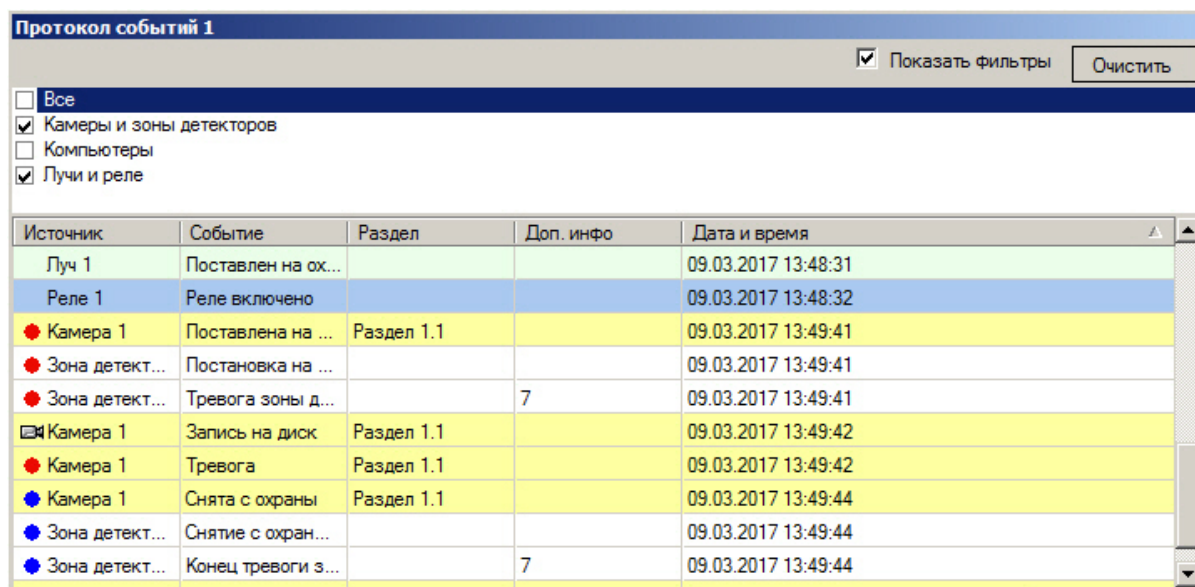 Протокол событий 1
Показать фильтры Очистить
Все
Камеры и зоны детекторов
Компьютеры
Лучи и реле
Источник Событие Раздел Доп. инфо Дата и время
Луч 1 Поставлен на ох... 09.03.2017 13:48:31
Реле 1 Реле включено 09.03.2017 13:48:32
Камера 1 Поставлена на ... Раздел 1.1 09.03.2017 13:49:41
Зона детект... Постановка на ... 09.03.2017 13:49:41
Зона детект... Тревога зоны д... 7 09.03.2017 13:49:41
Камера 1 Запись на диск Раздел 1.1 09.03.2017 13:49:42
Камера 1 Тревога Раздел 1.1 09.03.2017 13:49:42
Камера 1 Снята с охраны Раздел 1.1 09.03.2017 13:49:44
Зона детект... Снятие с охран... 09.03.2017 13:49:44
Зона детект... Конец тревоги з... 7 09.03.2017 13:49:44